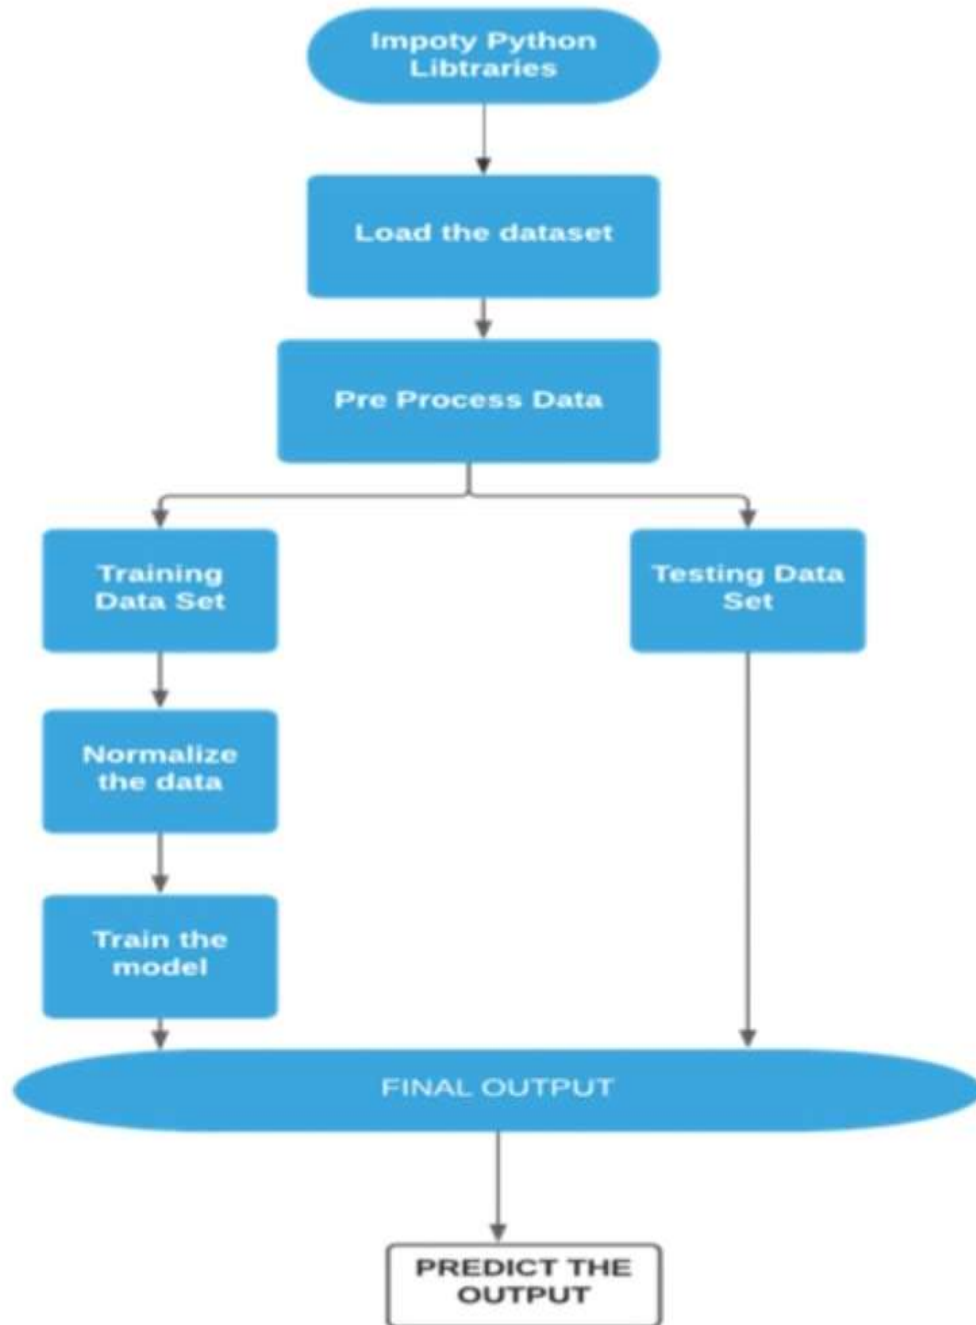 Impoty Python
Libtraries
Load the dataset
Pre Process Data
Training
Data Set
Testing Data
Set
Normalize
the data
Train the
model
FINAL OUTPUT
PREDICT THE
OUTPUT